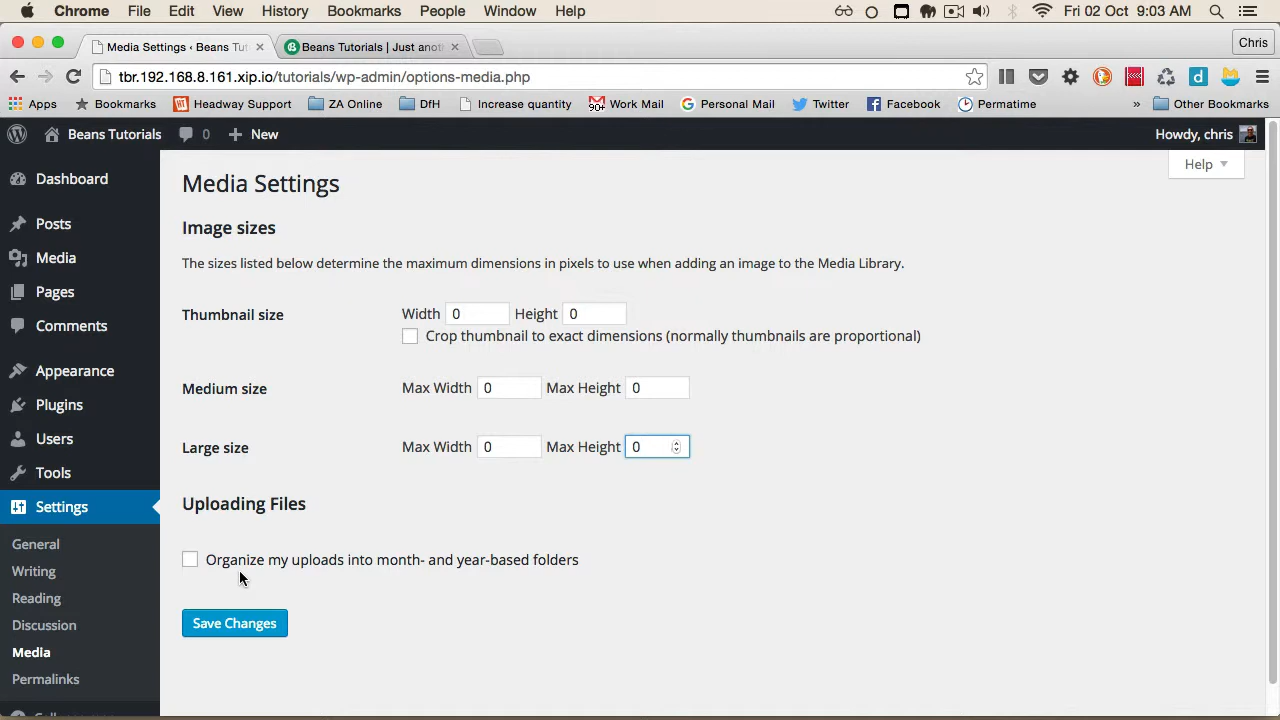 Chrome File Edit View History Bookmarks People Window Help Fri 02 Oct 9:03 AM
Media Settings ‹ Beans Tut × Beans Tutorials | Just anot × Chris
tbr.192.168.8.161.xip.io/tutorials/wp-admin/options-media.php
Apps Bookmarks Headway Support ZA Online DfH Increase quantity 90+ Work Mail Personal Mail Twitter Facebook Permatime » Other Bookmarks
Beans Tutorials 0 + New Howdy, chris
Help
Dashboard
Posts
Media
Pages
Comments
Appearance
Plugins
Users
Tools
Settings
General
Writing
Reading
Discussion
Media
Permalinks
Media Settings
Image sizes
The sizes listed below determine the maximum dimensions in pixels to use when adding an image to the Media Library.
Thumbnail size Width 0 Height 0
Crop thumbnail to exact dimensions (normally thumbnails are proportional)
Medium size Max Width 0 Max Height 0
Large size Max Width 0 Max Height 0
Uploading Files
Organize my uploads into month- and year-based folders
Save Changes